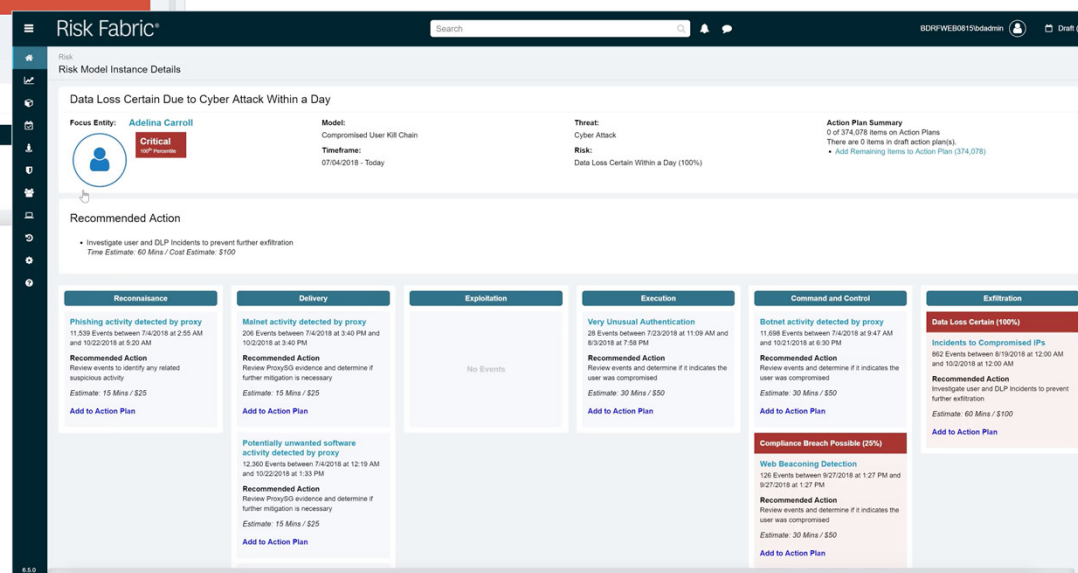 Risk Fabric®
Search
BDRFWEB0815\bdadmin
Draft (
Risk
Risk Model Instance Details
Data Loss Certain Due to Cyber Attack Within a Day
Focus Entity: Adelina Carroll
Critical
100th Percentile
Model:
Compromised User Kill Chain
Timeframe:
07/04/2018 - Today
Threat:
Cyber Attack
Risk:
Data Loss Certain Within a Day (100%)
Action Plan Summary
0 of 374,078 items on Action Plans
There are 0 items in draft action plan(s).
• Add Remaining Items to Action Plan (374,078)
Recommended Action
• Investigate user and DLP Incidents to prevent further exfiltration
Time Estimate: 60 Mins / Cost Estimate: $100
Reconnaisance
Phishing activity detected by proxy
11,539 Events between 7/4/2018 at 2:55 AM
and 10/22/2018 at 5:20 AM
Recommended Action
Review events to identify any related
suspicious activity
Estimate: 15 Mins / $25
Add to Action Plan
Delivery
Malnet activity detected by proxy
206 Events between 7/4/2018 at 3:40 PM and
10/2/2018 at 3:40 PM
Recommended Action
Review ProxySG evidence and determine if
further mitigation is necessary
Estimate: 15 Mins / $25
Add to Action Plan
Potentially unwanted software
activity detected by proxy
12,360 Events between 7/4/2018 at 12:19 AM
and 10/22/2018 at 1:33 PM
Recommended Action
Review ProxySG evidence and determine if
further mitigation is necessary
Estimate: 15 Mins / $25
Add to Action Plan
Exploitation
No Events
Execution
Very Unusual Authentication
28 Events between 7/23/2018 at 11:09 AM and
8/3/2018 at 7:58 PM
Recommended Action
Review events and determine if it indicates the
user was compromised
Estimate: 30 Mins / $50
Add to Action Plan
Command and Control
Botnet activity detected by proxy
11,698 Events between 7/4/2018 at 9:47 AM
and 10/21/2018 at 6:30 PM
Recommended Action
Review events and determine if it indicates the
user was compromised
Estimate: 30 Mins / $50
Add to Action Plan
Compliance Breach Possible (25%)
Web Beaconing Detection
126 Events between 9/27/2018 at 1:27 PM and
9/27/2018 at 1:27 PM
Recommended Action
Review events and determine if it indicates the
user was compromised
Estimate: 30 Mins / $50
Add to Action Plan
Exfiltration
Data Loss Certain (100%)
Incidents to Compromised IPs
862 Events between 8/19/2018 at 12:00 AM
and 10/2/2018 at 12:00 AM
Recommended Action
Investigate user and DLP Incidents to prevent
further exfiltration
Estimate: 60 Mins / $100
Add to Action Plan
6.5.0